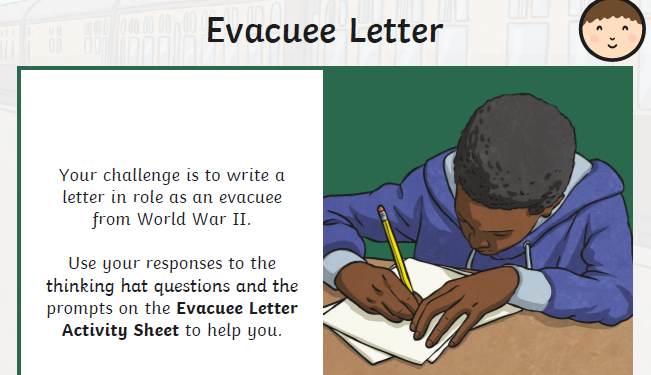 Evacuee Letter
Your challenge is to write a
letter in role as an evacuee
from World War II.
Use your responses to the
thinking hat questions and the
prompts on the Evacuee Letter
Activity Sheet to help you.